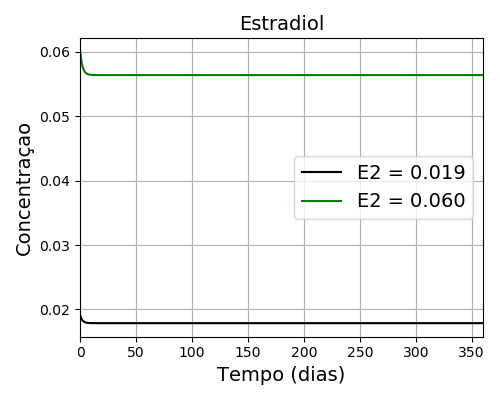 Estradiol
Concentraçao
0.06
0.05
0.04
0.03
0.02
E2 = 0.019
E2 = 0.060
0 50 100 150 200 250 300 350
Tempo (dias)